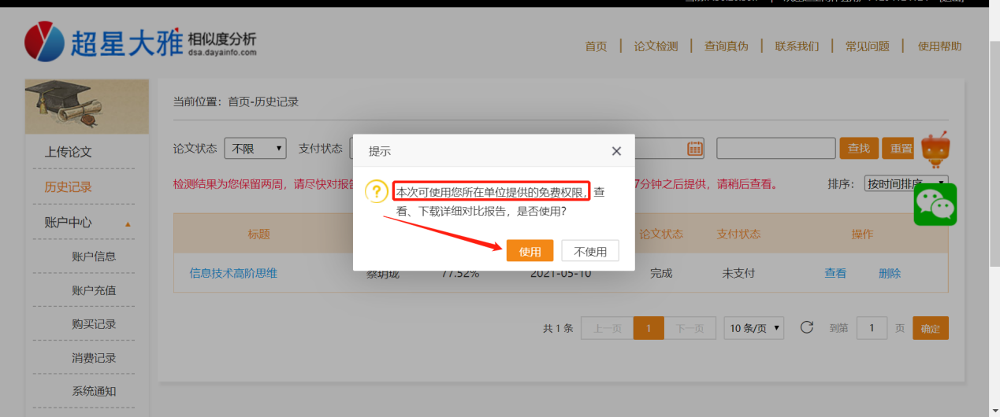 超星大雅 相似度分析
dsa.dayainfo.com
首页 | 论文检测 | 查询真伪 | 联系我们 | 常见问题 | 使用帮助
当前位置：首页-历史记录
上传论文
历史记录
账户中心
账户信息
账户充值
购买记录
消费记录
系统通知
论文状态 不限 支付状态
查找 重置
检测结果为您保留两周，请尽快对报告
7分钟之后提供，请稍后查看。
排序： 按时间排序
提示
本次可使用您所在单位提供的免费权限，查
看、下载详细对比报告，是否使用?
使用 不使用
标题 论文状态 支付状态 操作
信息技术高阶思维 蔡玥珑 77.52% 2021-05-10 完成 未支付 查看 删除
共 1 条 上一页 1 下一页 10 条/页 到第 1 页 确定